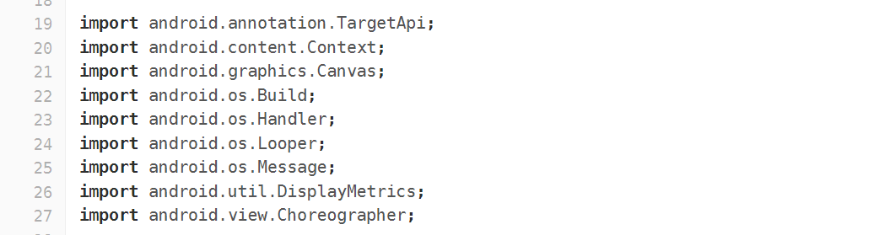 18
19 import android.annotation.TargetApi;
20 import android.content.Context;
21 import android.graphics.Canvas;
22 import android.os.Build;
23 import android.os.Handler;
24 import android.os.Looper;
25 import android.os.Message;
26 import android.util.DisplayMetrics;
27 import android.view.Choreographer;